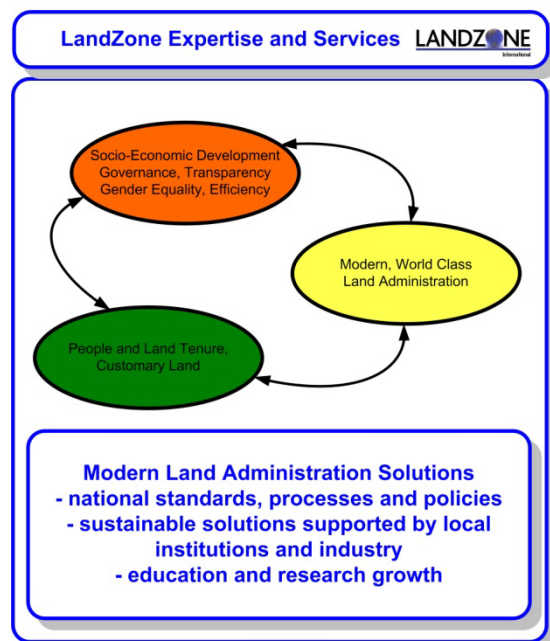 LandZone Expertise and Services
LANDZONE
International
Socio-Economic Development
Governance, Transparency
Gender Equality, Efficiency
Modern, World Class
Land Administration
People and Land Tenure,
Customary Land
Modern Land Administration Solutions
- national standards, processes and policies
- sustainable solutions supported by local
institutions and industry
- education and research growth